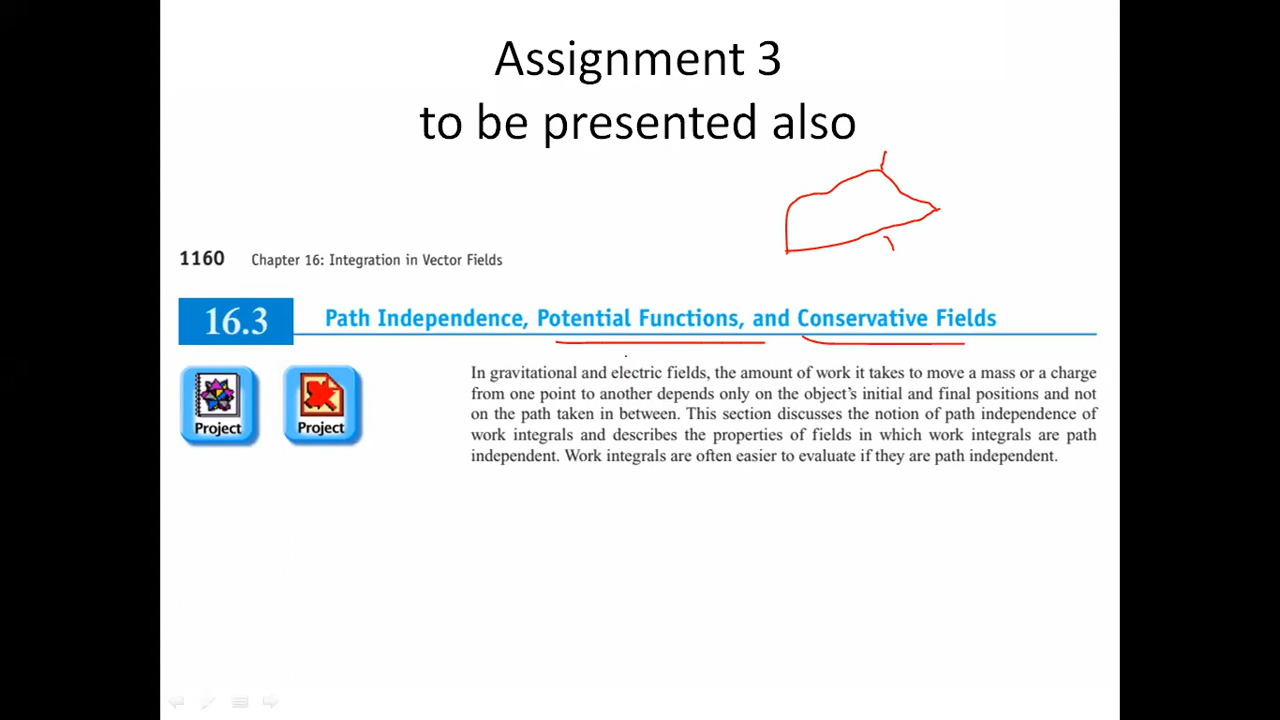 Assignment 3
to be presented also
1160 Chapter 16: Integration in Vector Fields
16.3 Path Independence, Potential Functions, and Conservative Fields
Project Project
In gravitational and electric fields, the amount of work it takes to move a mass or a charge
from one point to another depends only on the object's initial and final positions and not
on the path taken in between. This section discusses the notion of path independence of
work integrals and describes the properties of fields in which work integrals are path
independent. Work integrals are often easier to evaluate if they are path independent.